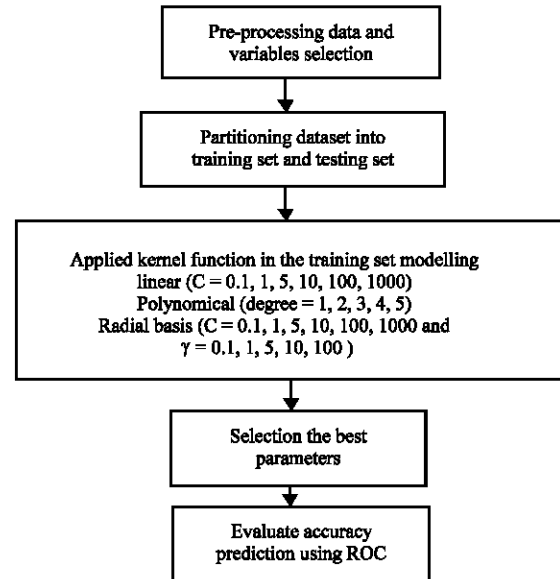 Pre-processing data and
variables selection
Partitioning dataset into
training set and testing set
Applied kernel function in the training set modelling
linear (C = 0.1, 1, 5, 10, 100, 1000)
Polynomical (degree = 1, 2, 3, 4, 5)
Radial basis (C = 0.1, 1, 5, 10, 100, 1000 and
γ = 0.1, 1, 5, 10, 100 )
Selection the best
parameters
Evaluate accuracy
prediction using ROC